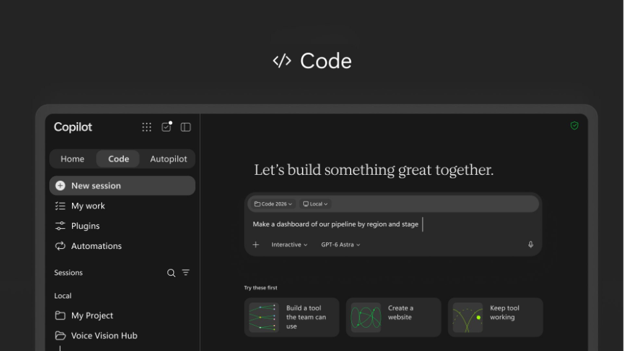 </> Code
Copilot
Home Code Autopilot
New session
My work
Plugins
Automations
Sessions
Local
My Project
Voice Vision Hub
Let's build something great together.
Code 2026 Local
Make a dashboard of our pipeline by region and stage
Interactive GPT-6 Astra
Try these first
Build a tool
the team can
use
Create a
website
Keep tool
working